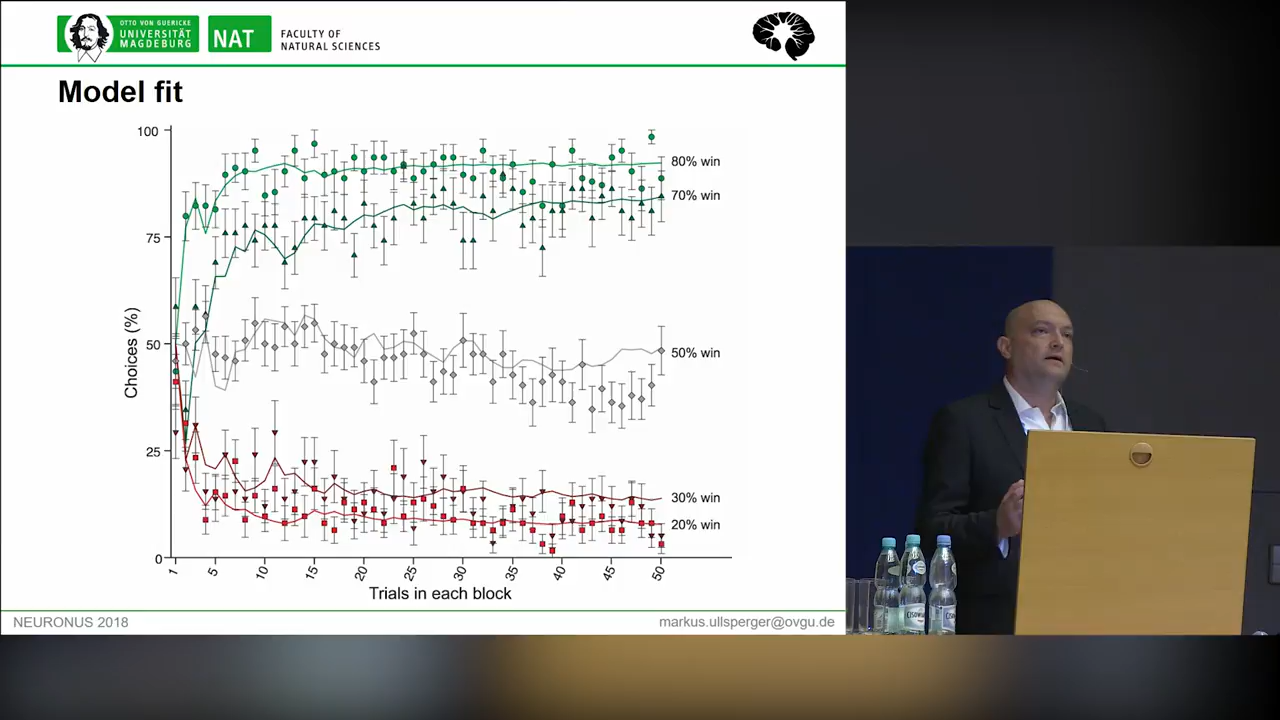 OTTO VON GUERICKE
UNIVERSITÄT
MAGDEBURG
NAT
FACULTY OF
NATURAL SCIENCES
Model fit
100
75
50
25
0
Choices (%)
80% win
70% win
50% win
30% win
20% win
1 5 10 15 20 25 30 35 40 45 50
Trials in each block
NEURONUS 2018
markus.ullsperger@ovgu.de